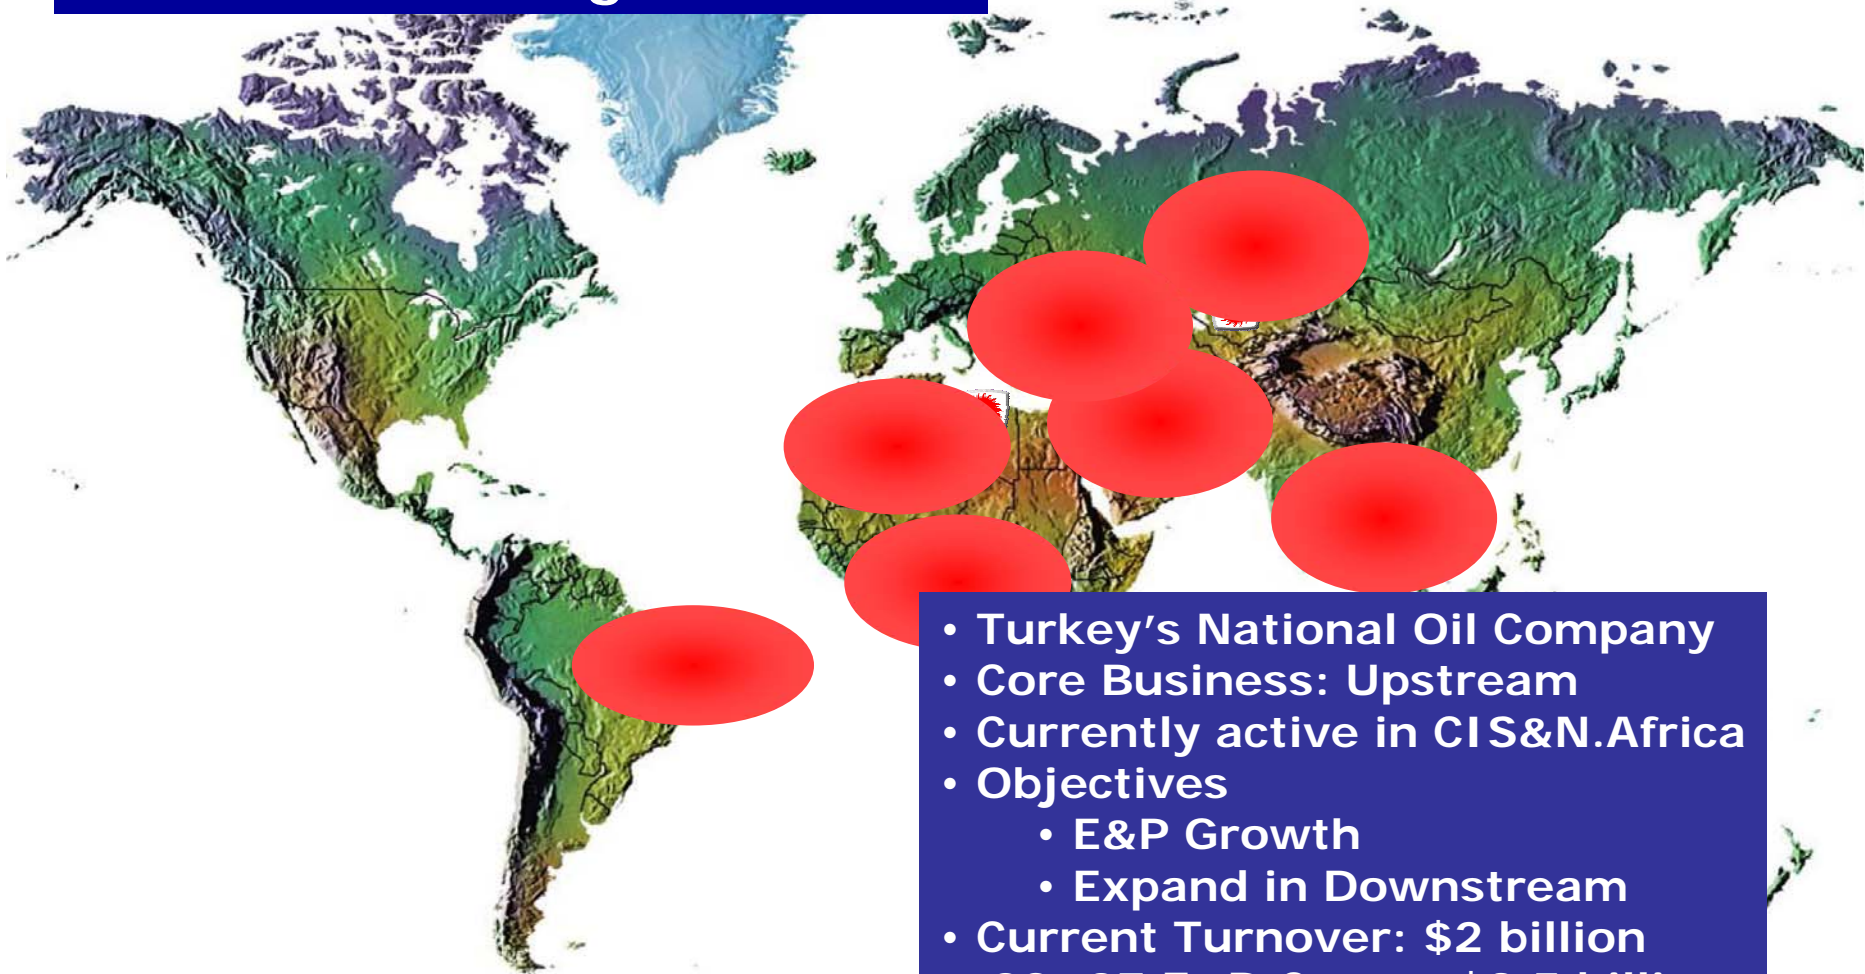 • Turkey’s National Oil Company
• Core Business: Upstream
• Currently active in CIS&N.Africa
• Objectives
• E&P Growth
• Expand in Downstream
• Current Turnover: $2 billion